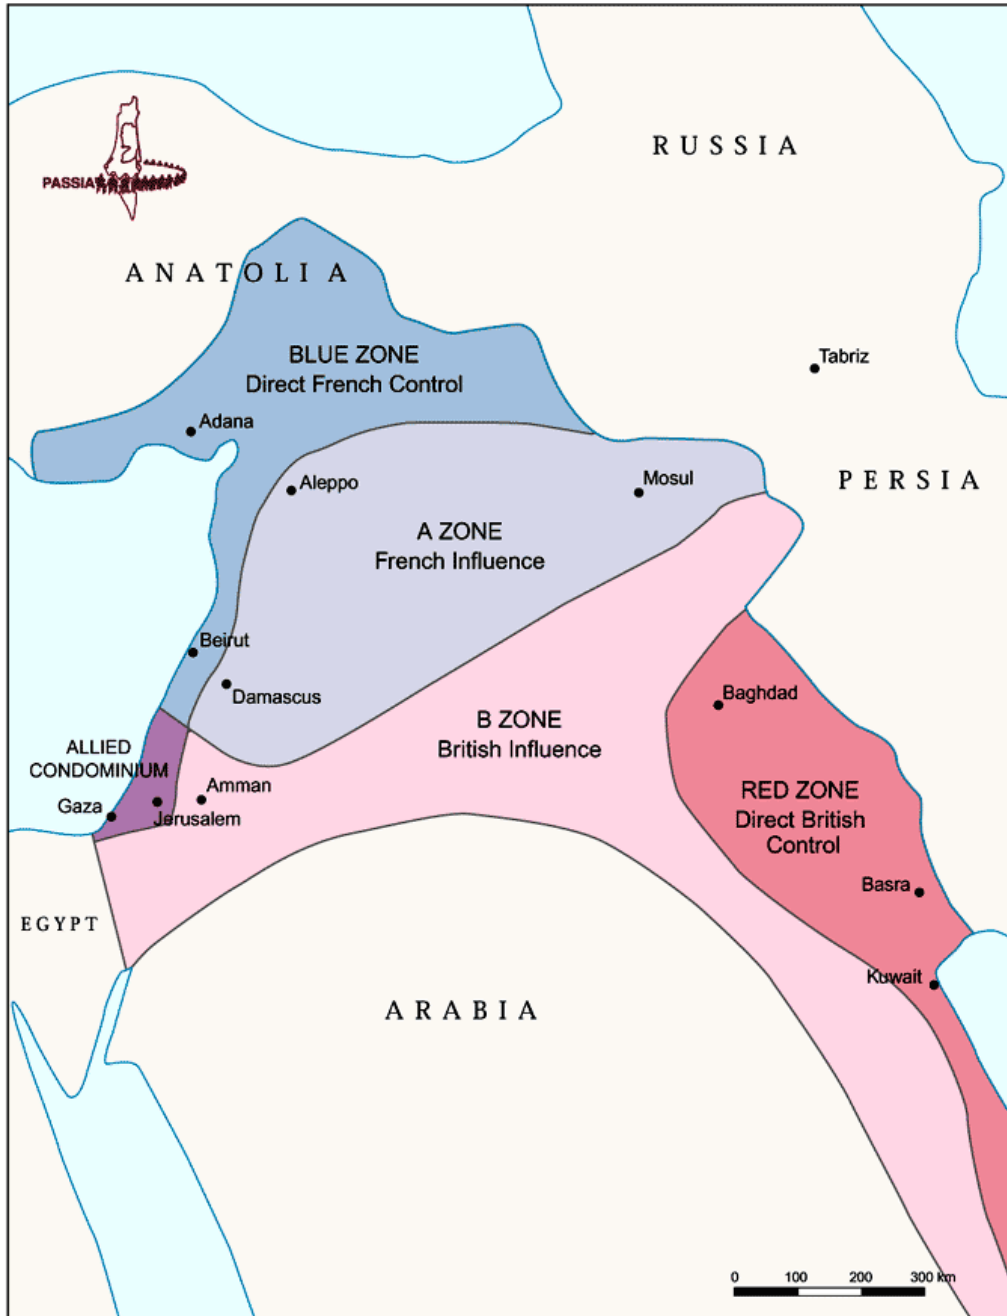 RUSSIA
PASSIA
ANATOLIA
BLUE ZONE
Direct French Control
Tabriz
Adana
Aleppo
Mosul
PERSIA
A ZONE
French Influence
Beirut
Damascus
Baghdad
B ZONE
British Influence
ALLIED
CONDOMINIUM
Amman
Gaza
Jerusalem
RED ZONE
Direct British
Control
Basra
EGYPT
Kuwait
ARABIA
0 100 200 300 km